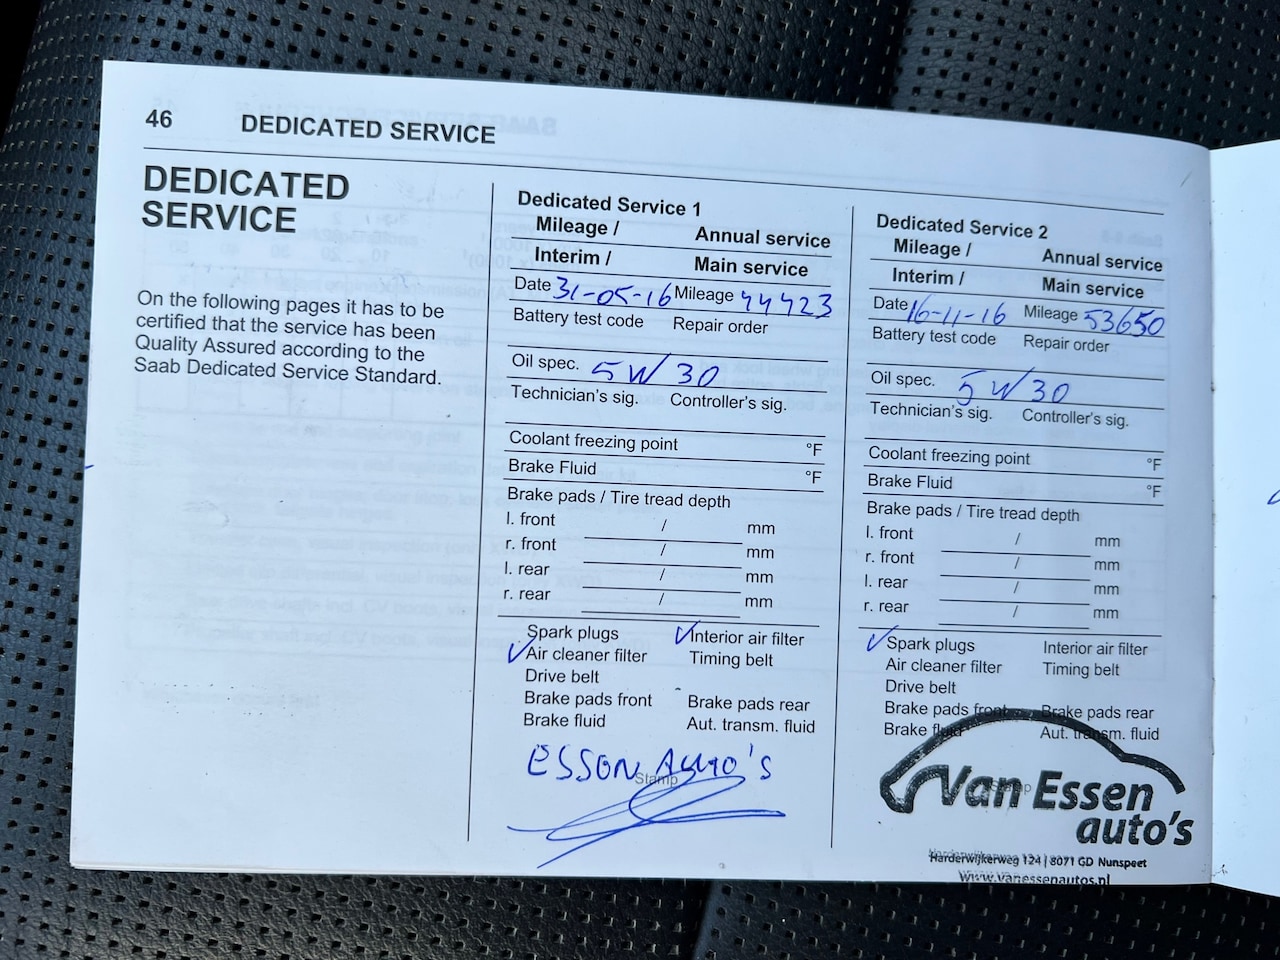 46 DEDICATED SERVICE
DEDICATED
SERVICE
On the following pages it has to be
certified that the service has been
Quality Assured according to the
Saab Dedicated Service Standard.
Dedicated Service 1
Mileage / Annual service
Interim / Main service
Date 31-05-16 Mileage 44423
Battery test code Repair order
Oil spec. 5W30
Technician's sig. Controller's sig.
Coolant freezing point °F
Brake Fluid °F
Brake pads / Tire tread depth
l. front / mm
r. front / mm
l. rear / mm
r. rear / mm
Spark plugs ✓ Interior air filter
✓ Air cleaner filter Timing belt
Drive belt
Brake pads front Brake pads rear
Brake fluid Aut. transm. fluid
ESSEN Auto's
Stamp
Dedicated Service 2
Mileage / Annual service
Interim / Main service
Date 16-11-16 Mileage 53650
Battery test code Repair order
Oil spec. 5W30
Technician's sig. Controller's sig.
Coolant freezing point °F
Brake Fluid °F
Brake pads / Tire tread depth
l. front / mm
r. front / mm
l. rear / mm
r. rear / mm
✓ Spark plugs Interior air filter
Air cleaner filter Timing belt
Drive belt
Brake pads front Brake pads rear
Brake fluid Aut. transm. fluid
Stamp
Van Essen
auto's
Harderwijkerweg 124 | 8071 GD Nunspeet
www.vanessenautos.nl